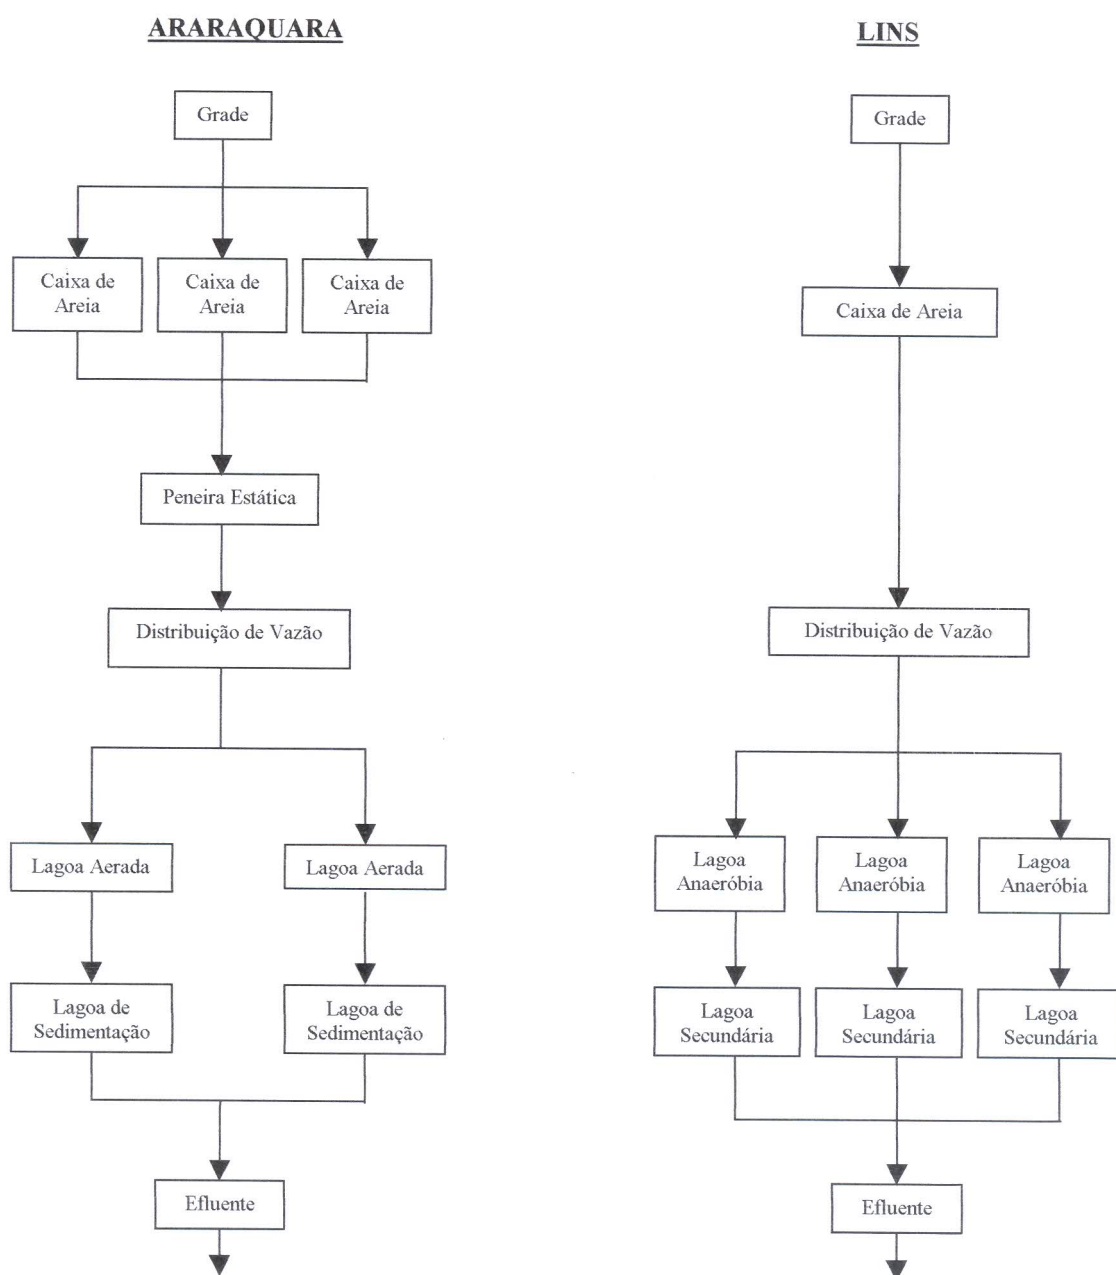 ARARAQUARA
Grade
Caixa de
Areia
Caixa de
Areia
Caixa de
Areia
Peneira Estática
Distribuição de Vazão
Lagoa Aerada
Lagoa Aerada
Lagoa de
Sedimentação
Lagoa de
Sedimentação
Efluente
LINS
Grade
Caixa de Areia
Distribuição de Vazão
Lagoa
Anaeróbia
Lagoa
Anaeróbia
Lagoa
Anaeróbia
Lagoa
Secundária
Lagoa
Secundária
Lagoa
Secundária
Efluente